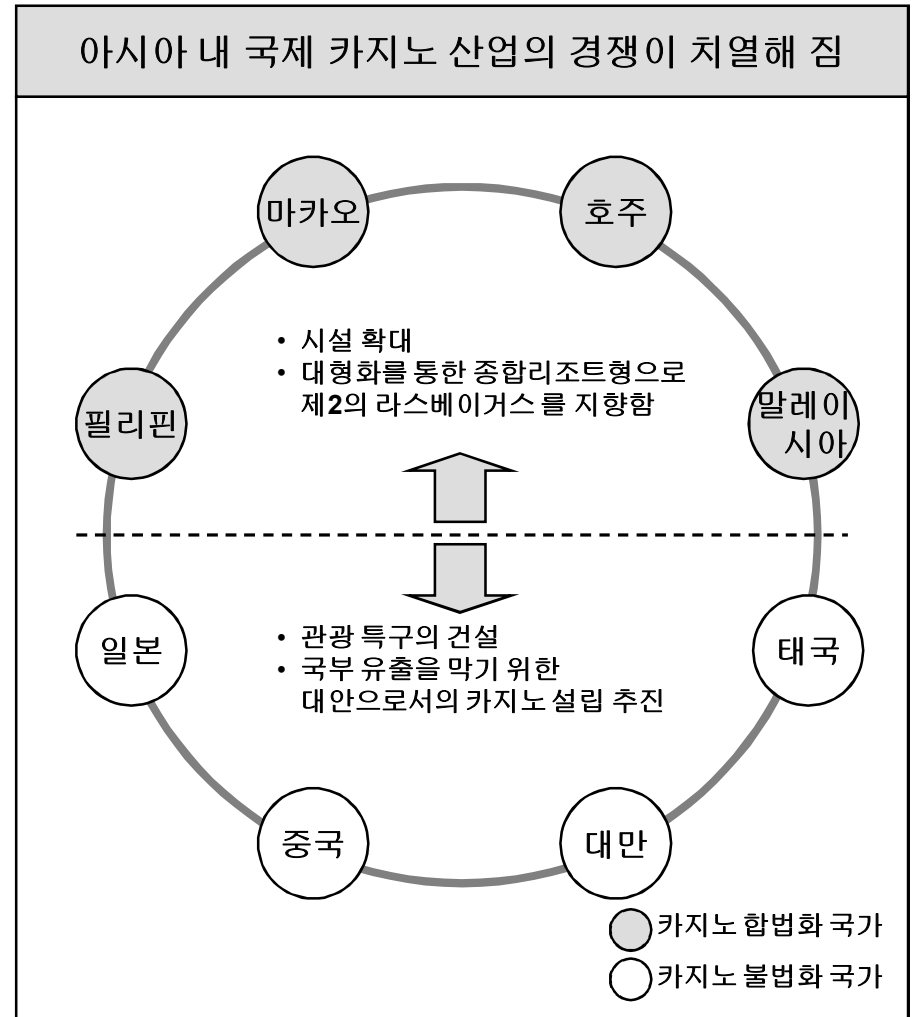 아시아 내 국제 카지노 산업의 경쟁이 치열해 짐
마카오
호주
• 시설 확대
• 대형화를 통한 종합리조트형으로
제2의 라스베이거스 를 지향함
필리핀
말레이
시아
일본
태국
• 관광 특구의 건설
• 국부 유출을 막기 위한
대안으로서의 카지노 설립 추진
중국
대만
카지노 합법화 국가
카지노 불법화 국가